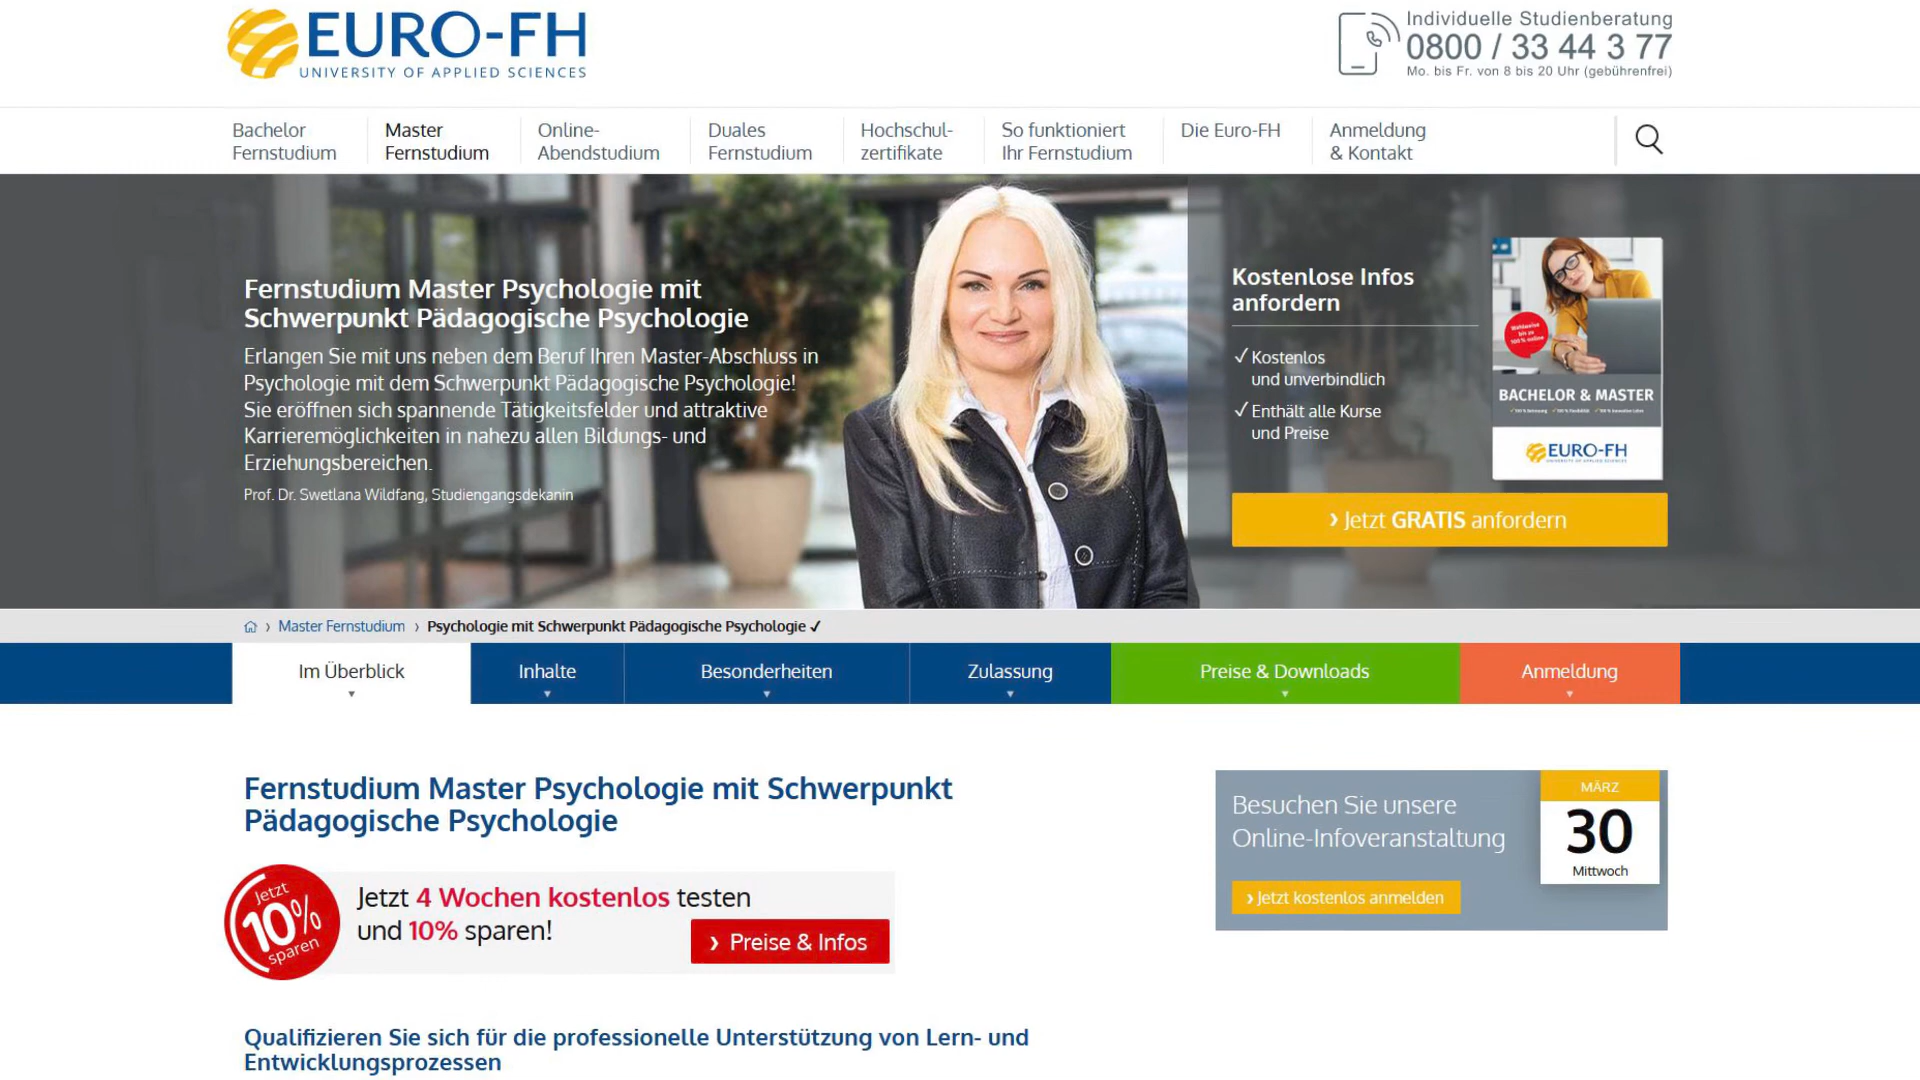 EURO-FH
UNIVERSITY OF APPLIED SCIENCES
Individuelle Studienberatung
0800 / 33 44 3 77
Mo. bis Fr. von 8 bis 20 Uhr (gebührenfrei)
Bachelor
Fernstudium
Master
Fernstudium
Online-
Abendstudium
Duales
Fernstudium
Hochschul-
zertifikate
So funktioniert
Ihr Fernstudium
Die Euro-FH
Anmeldung
& Kontakt
Fernstudium Master Psychologie mit
Schwerpunkt Pädagogische Psychologie
Erlangen Sie mit uns neben dem Beruf Ihren Master-Abschluss in
Psychologie mit dem Schwerpunkt Pädagogische Psychologie!
Sie eröffnen sich spannende Tätigkeitsfelder und attraktive
Karrieremöglichkeiten in nahezu allen Bildungs- und
Erziehungsbereichen.
Prof. Dr. Swetlana Wildfang, Studiengangsdekanin
Kostenlose Infos
anfordern
✓ Kostenlos
und unverbindlich
✓ Enthält alle Kurse
und Preise
BACHELOR & MASTER
EURO-FH
› Jetzt GRATIS anfordern
› Master Fernstudium › Psychologie mit Schwerpunkt Pädagogische Psychologie ✓
Im Überblick
Inhalte
Besonderheiten
Zulassung
Preise & Downloads
Anmeldung
Fernstudium Master Psychologie mit Schwerpunkt
Pädagogische Psychologie
Jetzt
10%
sparen
Jetzt 4 Wochen kostenlos testen
und 10% sparen!
› Preise & Infos
Besuchen Sie unsere
Online-Infoveranstaltung
› Jetzt kostenlos anmelden
MÄRZ
30
Mittwoch
Qualifizieren Sie sich für die professionelle Unterstützung von Lern- und
Entwicklungsprozessen